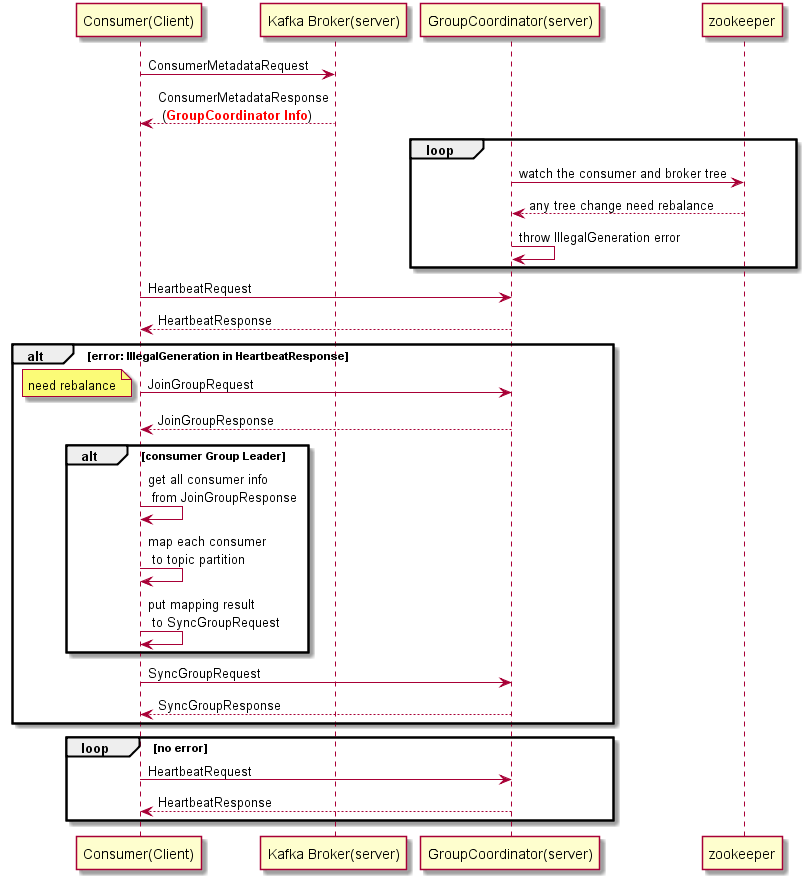 Consumer(Client)
Kafka Broker(server)
GroupCoordinator(server)
zookeeper
ConsumerMetadataRequest
ConsumerMetadataResponse
(GroupCoordinator Info)
loop
watch the consumer and broker tree
any tree change need rebalance
throw IllegalGeneration error
HeartbeatRequest
HeartbeatResponse
alt
[error: IllegalGeneration in HeartbeatResponse]
need rebalance
JoinGroupRequest
JoinGroupResponse
alt
[consumer Group Leader]
get all consumer info
from JoinGroupResponse
map each consumer
to topic partition
put mapping result
to SyncGroupRequest
SyncGroupRequest
SyncGroupResponse
loop
[no error]
HeartbeatRequest
HeartbeatResponse
Consumer(Client)
Kafka Broker(server)
GroupCoordinator(server)
zookeeper